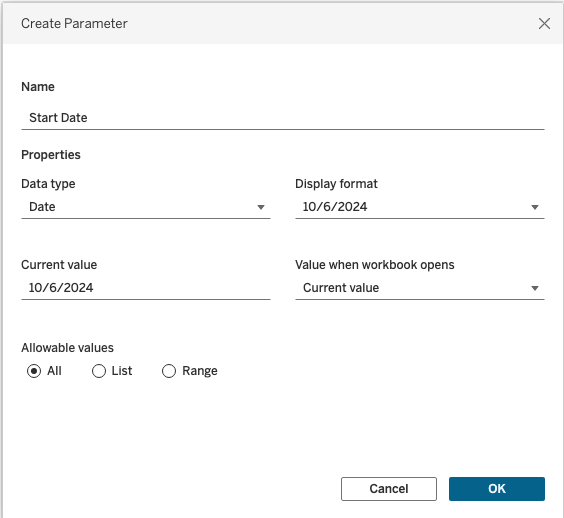 Create Parameter
Name
Start Date
Properties
Data type
Display format
Date
10/6/2024
Current value
Value when workbook opens
10/6/2024
Current value
Allowable values
All
List
Range
Cancel
OK